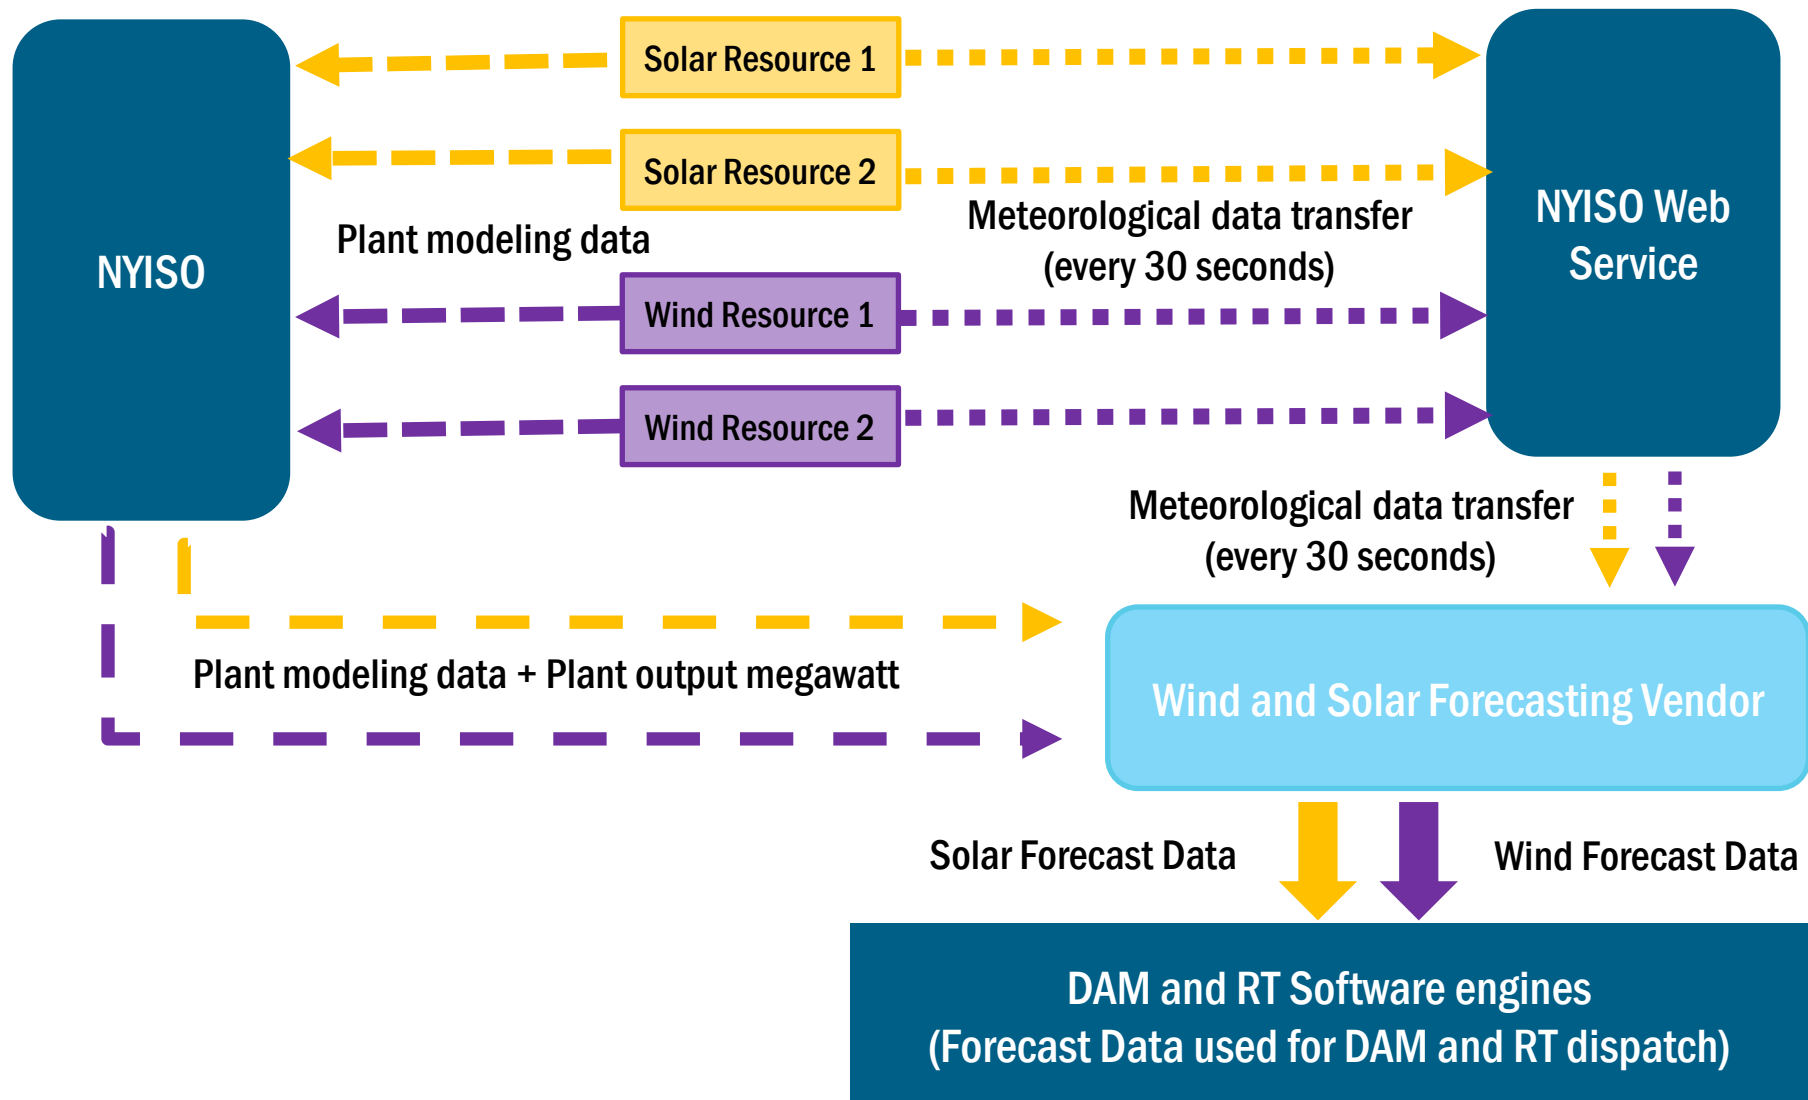 Solar Resource 1
Solar Resource 2
Plant modeling data
Meteorological data transfer
(every 30 seconds)
NYISO
NYISO Web
Service
Wind Resource 1
Wind Resource 2
Meteorological data transfer
(every 30 seconds)
Plant modeling data + Plant output megawatt
Wind and Solar Forecasting Vendor
Solar Forecast Data
Wind Forecast Data
DAM and RT Software engines
(Forecast Data used for DAM and RT dispatch)